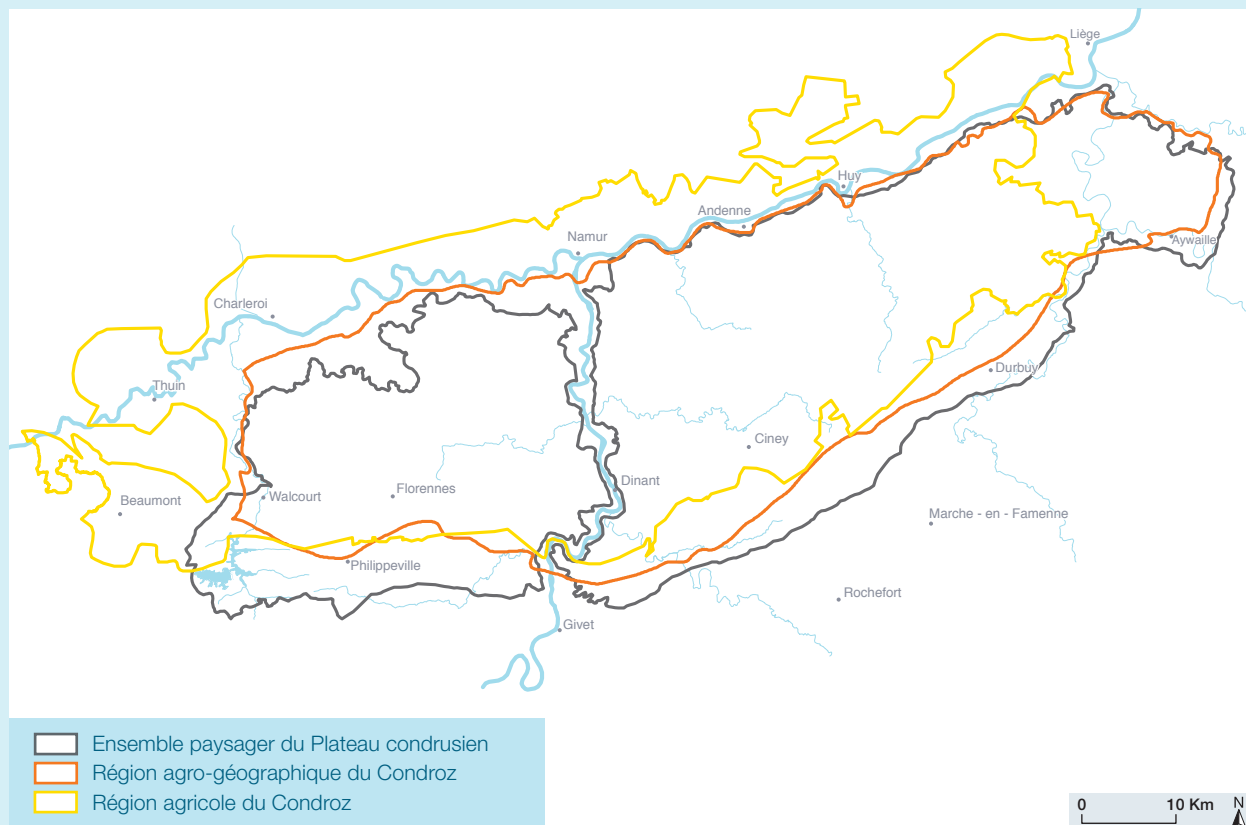 Liège
Huy
Andenne
Namur
Aywaille
Charleroi
Thuin
Durbuy
Ciney
Dinant
Beaumont
Walcourt
Florennes
Marche - en - Famenne
Philippeville
Rochefort
Givet
Ensemble paysager du Plateau condrusien
Région agro-géographique du Condroz
Région agricole du Condroz
0 10 Km N